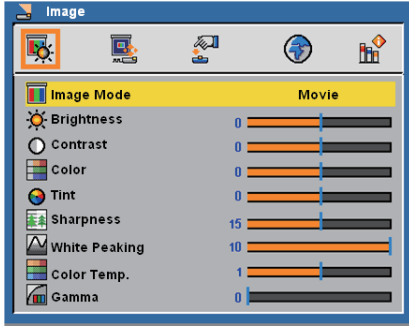 Image
Image Mode Movie
Brightness 0
Contrast 0
Color 0
Tint 0
Sharpness 15
White Peaking 10
Color Temp. 1
Gamma 0